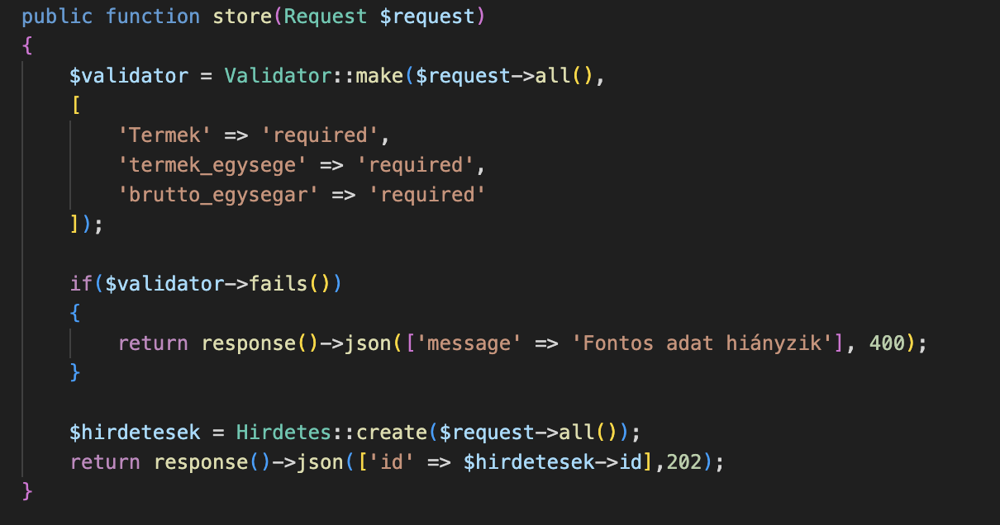 public function store(Request $request)
{
    $validator = Validator::make($request->all(),
    [
        'Termek' => 'required',
        'termek_egysege' => 'required',
        'brutto_egysegar' => 'required'
    ]);

    if($validator->fails())
    {
        return response()->json(['message' => 'Fontos adat hiányzik'], 400);
    }

    $hirdetesek = Hirdetes::create($request->all());
    return response()->json(['id' => $hirdetesek->id],202);
}